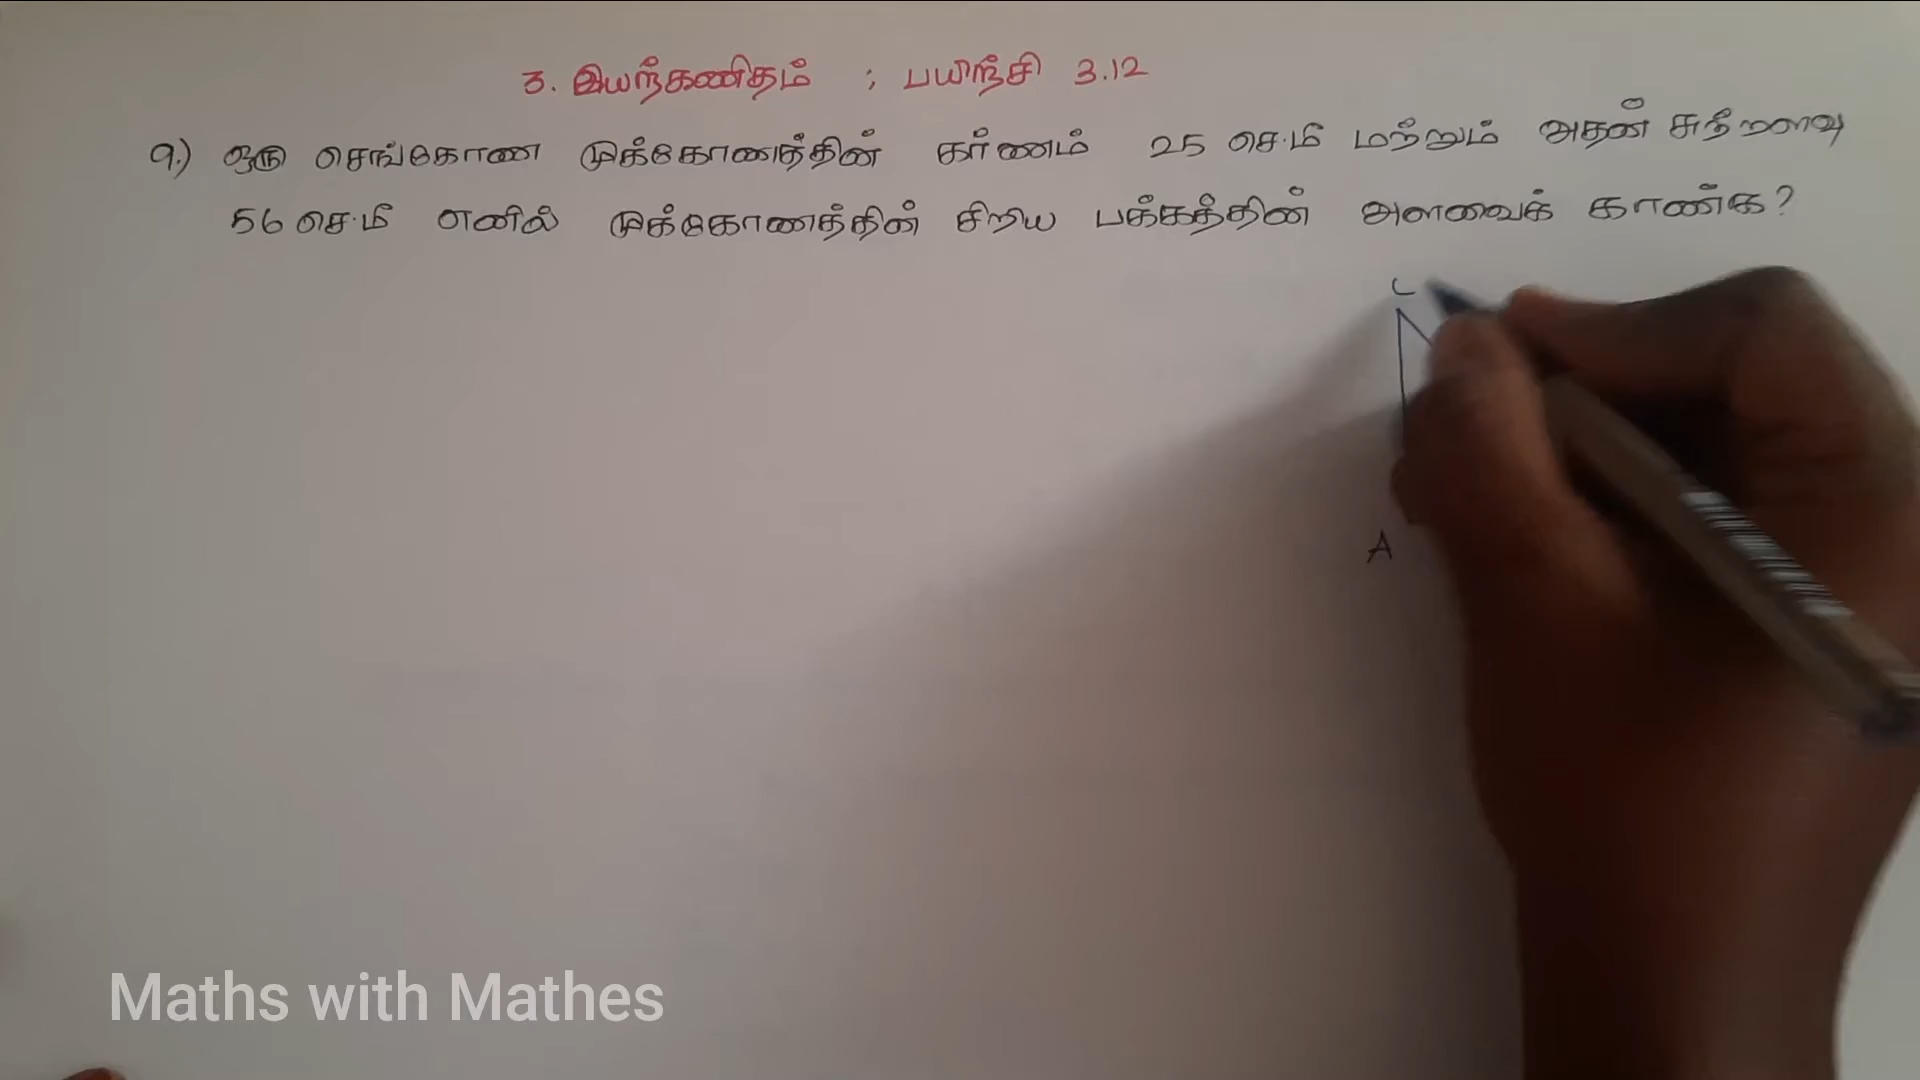 3. இயற்கணிதம் : பயிற்சி 3.12
9.) ஒரு செங்கோண முக்கோணத்தின் கர்ணம் 25 செ.மீ மற்றும் அதன் சுற்றளவு
56 செ.மீ எனில் முக்கோணத்தின் சிறிய பக்கத்தின் அளவைக் காண்க?
C
A
Maths with Mathes